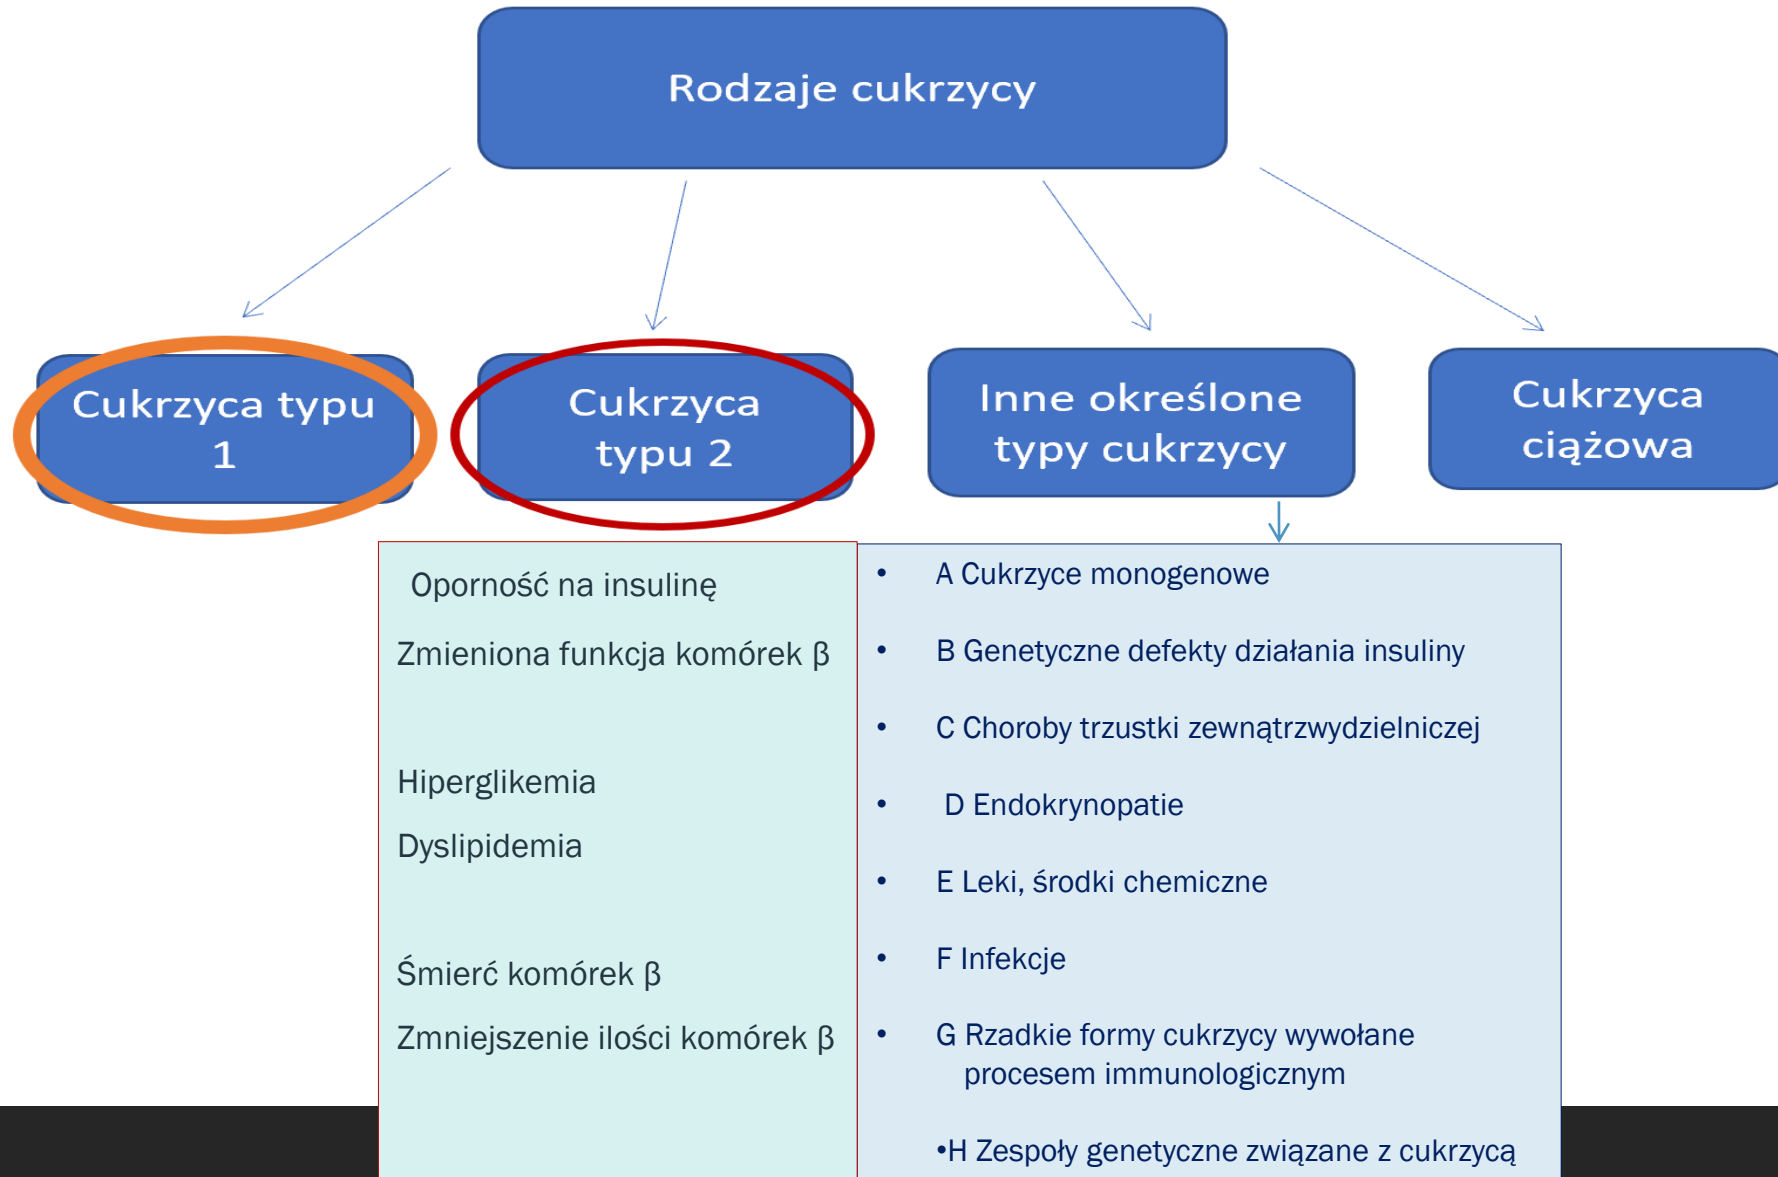 Rodzaje cukrzycy
Cukrzyca typu
1
Cukrzyca
typu 2
Inne określone
typy cukrzycy
Cukrzyca
ciążowa
Oporność na insulinę
Zmieniona funkcja komórek β
Hiperglikemia
Dyslipidemia
Śmierć komórek β
Zmniejszenie ilości komórek β
• A Cukrzyce monogenowe
• B Genetyczne defekty działania insuliny
• C Choroby trzustki zewnątrzwydzielniczej
• D Endokrynopatie
• E Leki, środki chemiczne
• F Infekcje
• G Rzadkie formy cukrzycy wywołane
procesem immunologicznym
•H Zespoły genetyczne związane z cukrzycą